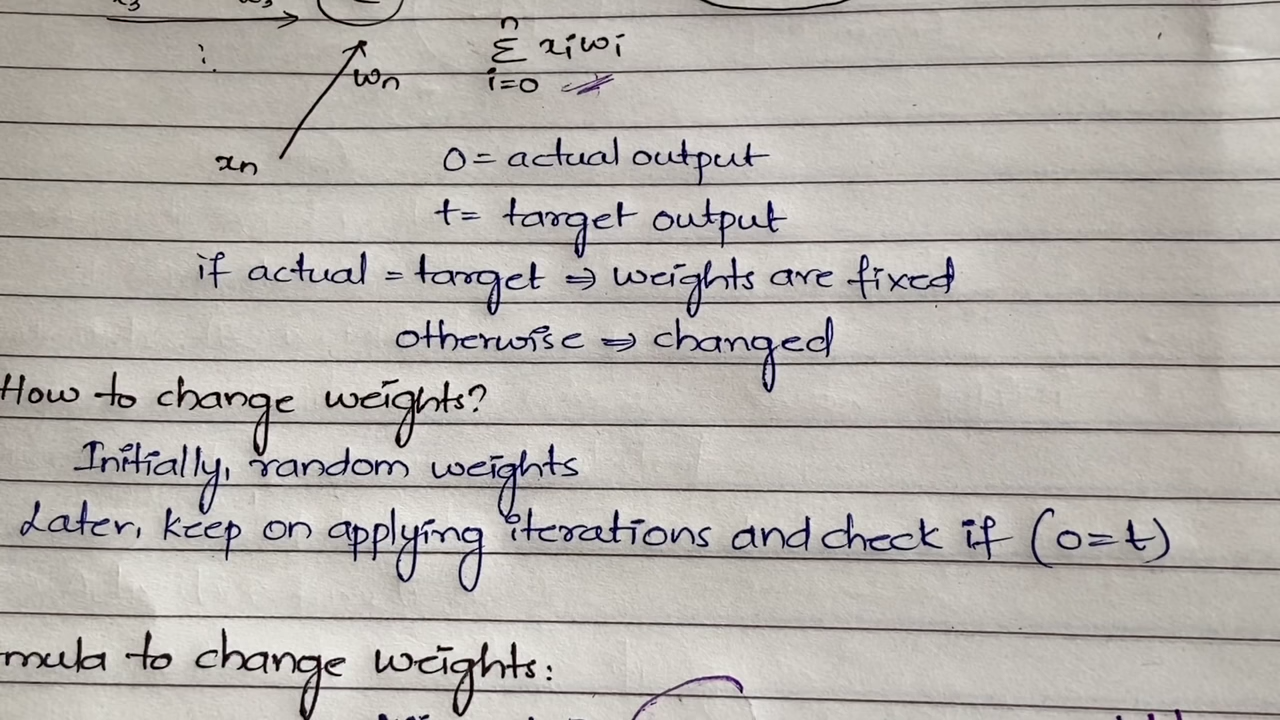 n
Σ xiwi
i=0
wn
xn
o = actual output
t = target output
if actual = target ⇒ weights are fixed
otherwise ⇒ changed
How to change weights?
Initially, random weights
Later, keep on applying iterations and check if (o=t)
mula to change weights: